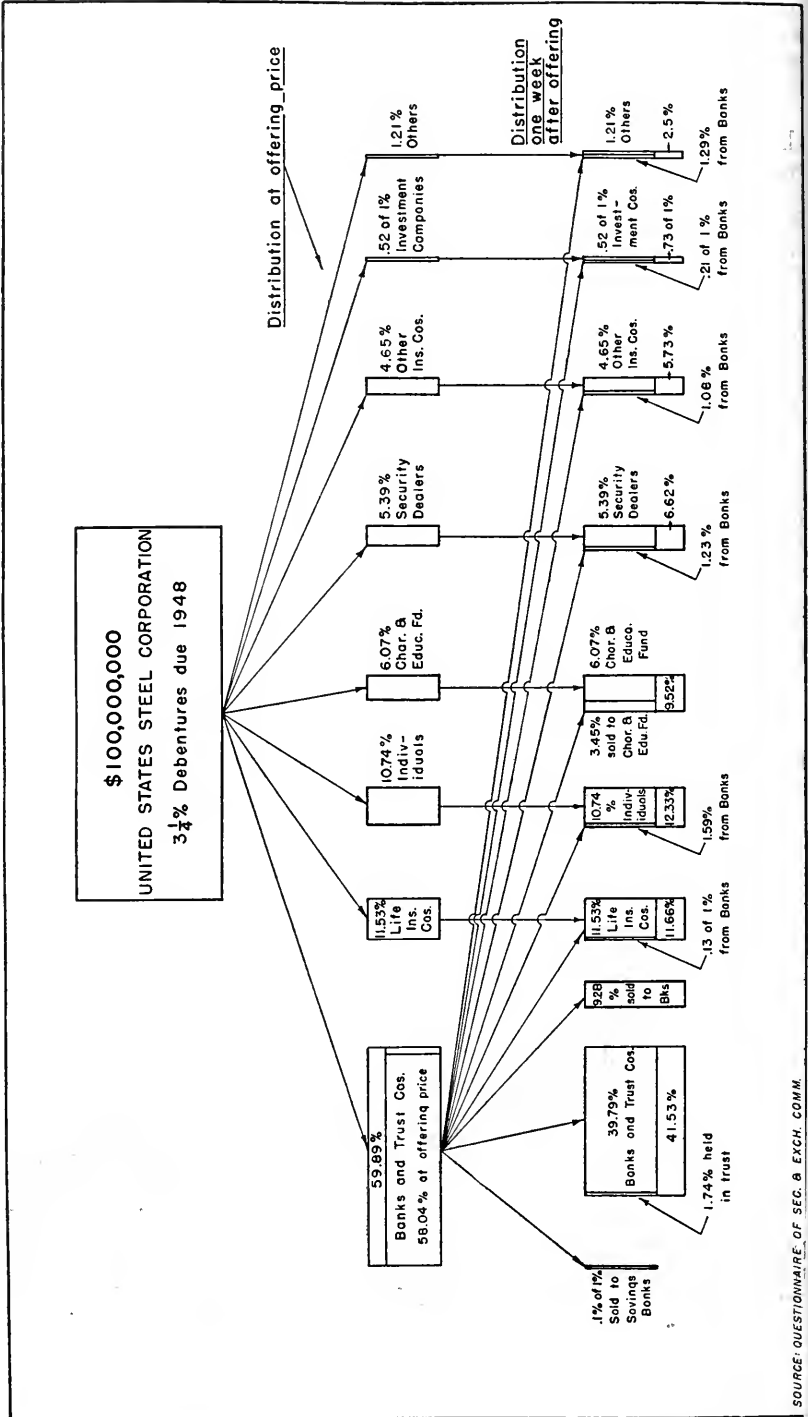 $100,000,000
UNITED STATES STEEL CORPORATION
3 1/4% Debentures due 1948
Distribution at offering price
59.89%
Banks and Trust Cos.
58.04% at offering price
11.53%
Life
Ins.
Cos.
10.74%
Indiv-
iduals
6.07%
Char. &
Educ. Fd.
5.39%
Security
Dealers
4.65%
Other
Ins. Cos.
.52 of 1%
Investment
Companies
1.21%
Others
Distribution
one week
after offering
.1% of 1%
Sold to
Savings
Banks
39.79%
Banks and Trust Cos.
41.53%
1.74% held
in trust
9.28
% sold
to
Bks
11.53%
Life
Ins.
Cos.
11.66%
.13 of 1%
from Banks
10.74
%
Indiv-
iduals
12.33%
1.59%
from Banks
6.07%
Char. &
Educa.
Fund
3.45%
sold to
Char. &
Edu. Fd.
9.52%
5.39%
Security
Dealers
6.62%
1.23%
from Banks
4.65%
Other
Ins. Cos.
5.73%
1.08%
from Banks
.52 of 1%
Invest-
ment Cos.
.73 of 1%
.21 of 1%
from Banks
1.21%
Others
2.5%
1.29%
from Banks
SOURCE: QUESTIONNAIRE OF SEC. & EXCH. COMM.